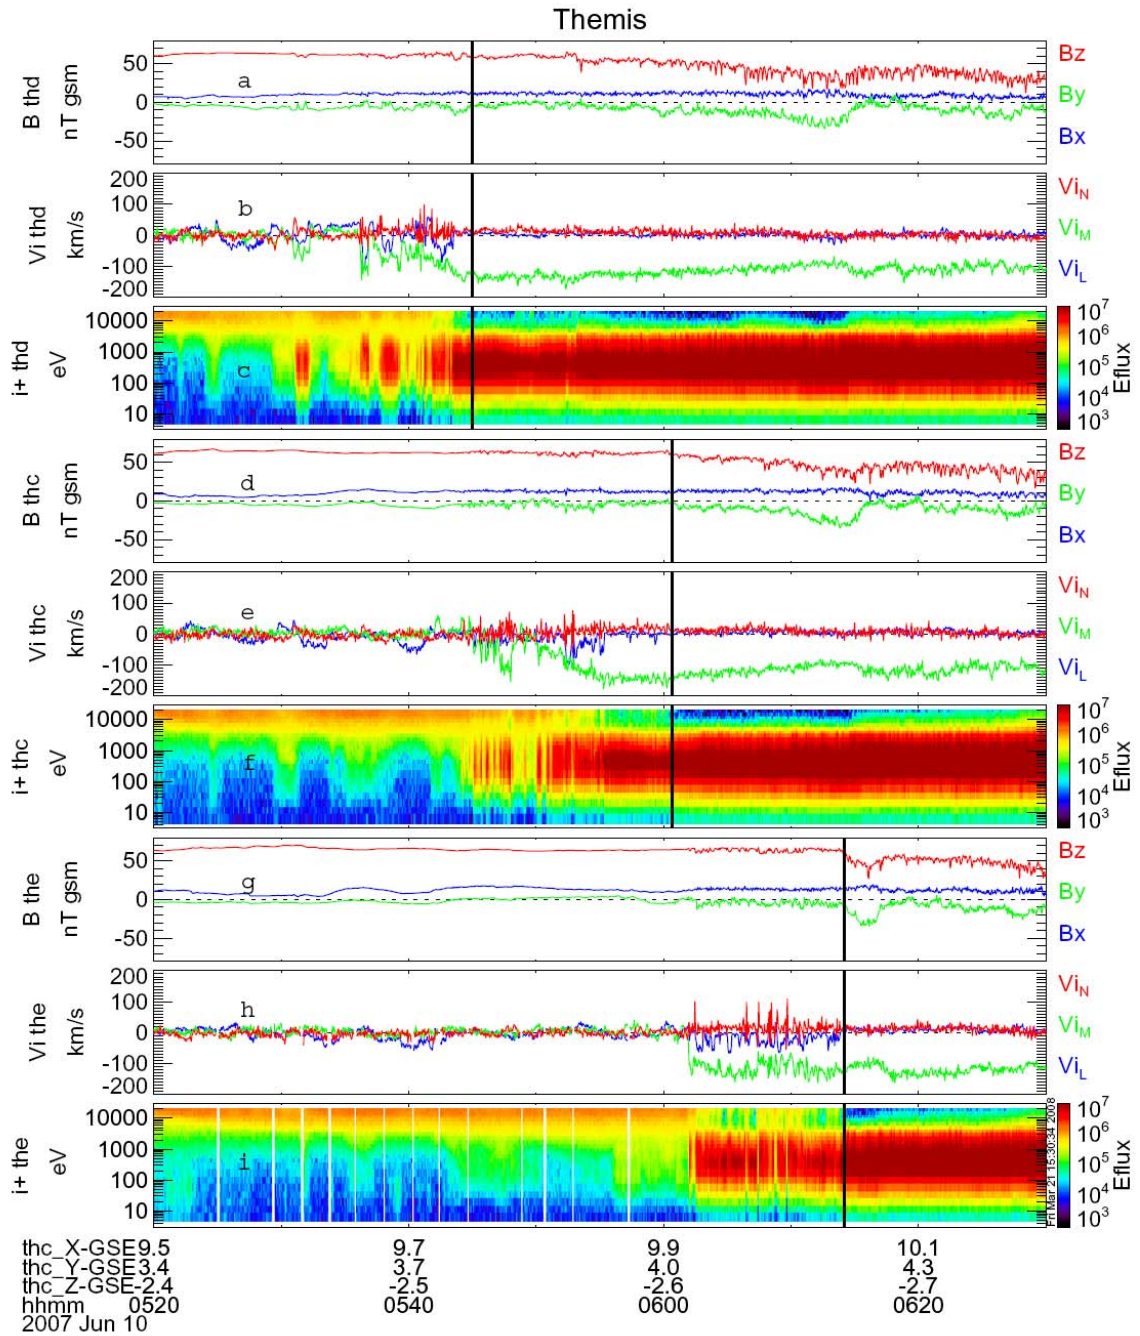 Themis
B thd
nT gsm
50
0
-50
a
Bz
By
Bx
Vi thd
km/s
200
100
0
-100
-200
b
ViN
ViM
ViL
i+ thd
eV
10000
1000
100
10
c
10^7
10^6
10^5
10^4
10^3
Eflux
B thc
nT gsm
50
0
-50
d
Bz
By
Bx
Vi thc
km/s
200
100
0
-100
-200
e
ViN
ViM
ViL
i+ thc
eV
10000
1000
100
10
f
10^7
10^6
10^5
10^4
10^3
Eflux
B the
nT gsm
50
0
-50
g
Bz
By
Bx
Vi the
km/s
200
100
0
-100
-200
h
ViN
ViM
ViL
i+ the
eV
10000
1000
100
10
i
10^7
10^6
10^5
10^4
10^3
Eflux
Fri Mar 21 15:30:34 2008
thc_X-GSE 9.5 9.7 9.9 10.1
thc_Y-GSE 3.4 3.7 4.0 4.3
thc_Z-GSE -2.4 -2.5 -2.6 -2.7
hhmm 0520 0540 0600 0620
2007 Jun 10